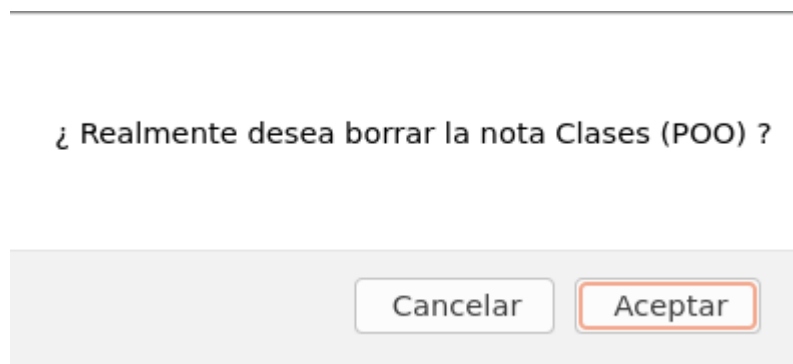 ¿ Realmente desea borrar la nota Clases (POO) ?
Cancelar Aceptar